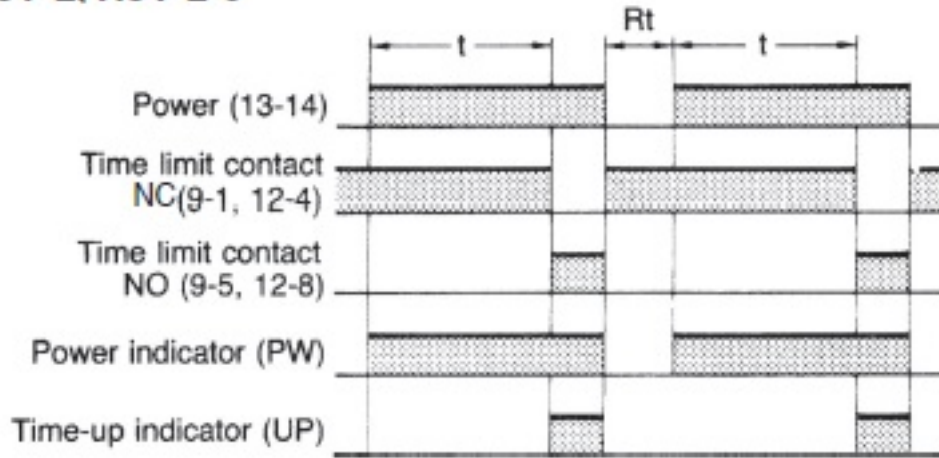 Rt
t
t
Power (13-14)
Time limit contact
NC(9-1, 12-4)
Time limit contact
NO (9-5, 12-8)
Power indicator (PW)
Time-up indicator (UP)